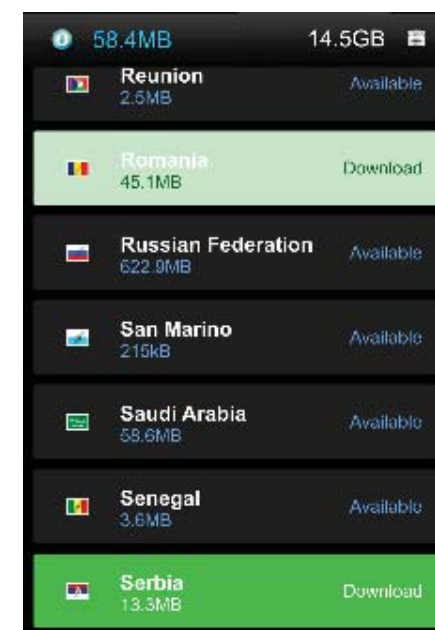 58.4MB 14.5GB
Reunion Available
2.5MB
Romania Download
45.1MB
Russian Federation Available
622.9MB
San Marino Available
215kB
Saudi Arabia Available
58.6MB
Senegal Available
3.6MB
Serbia Download
13.3MB